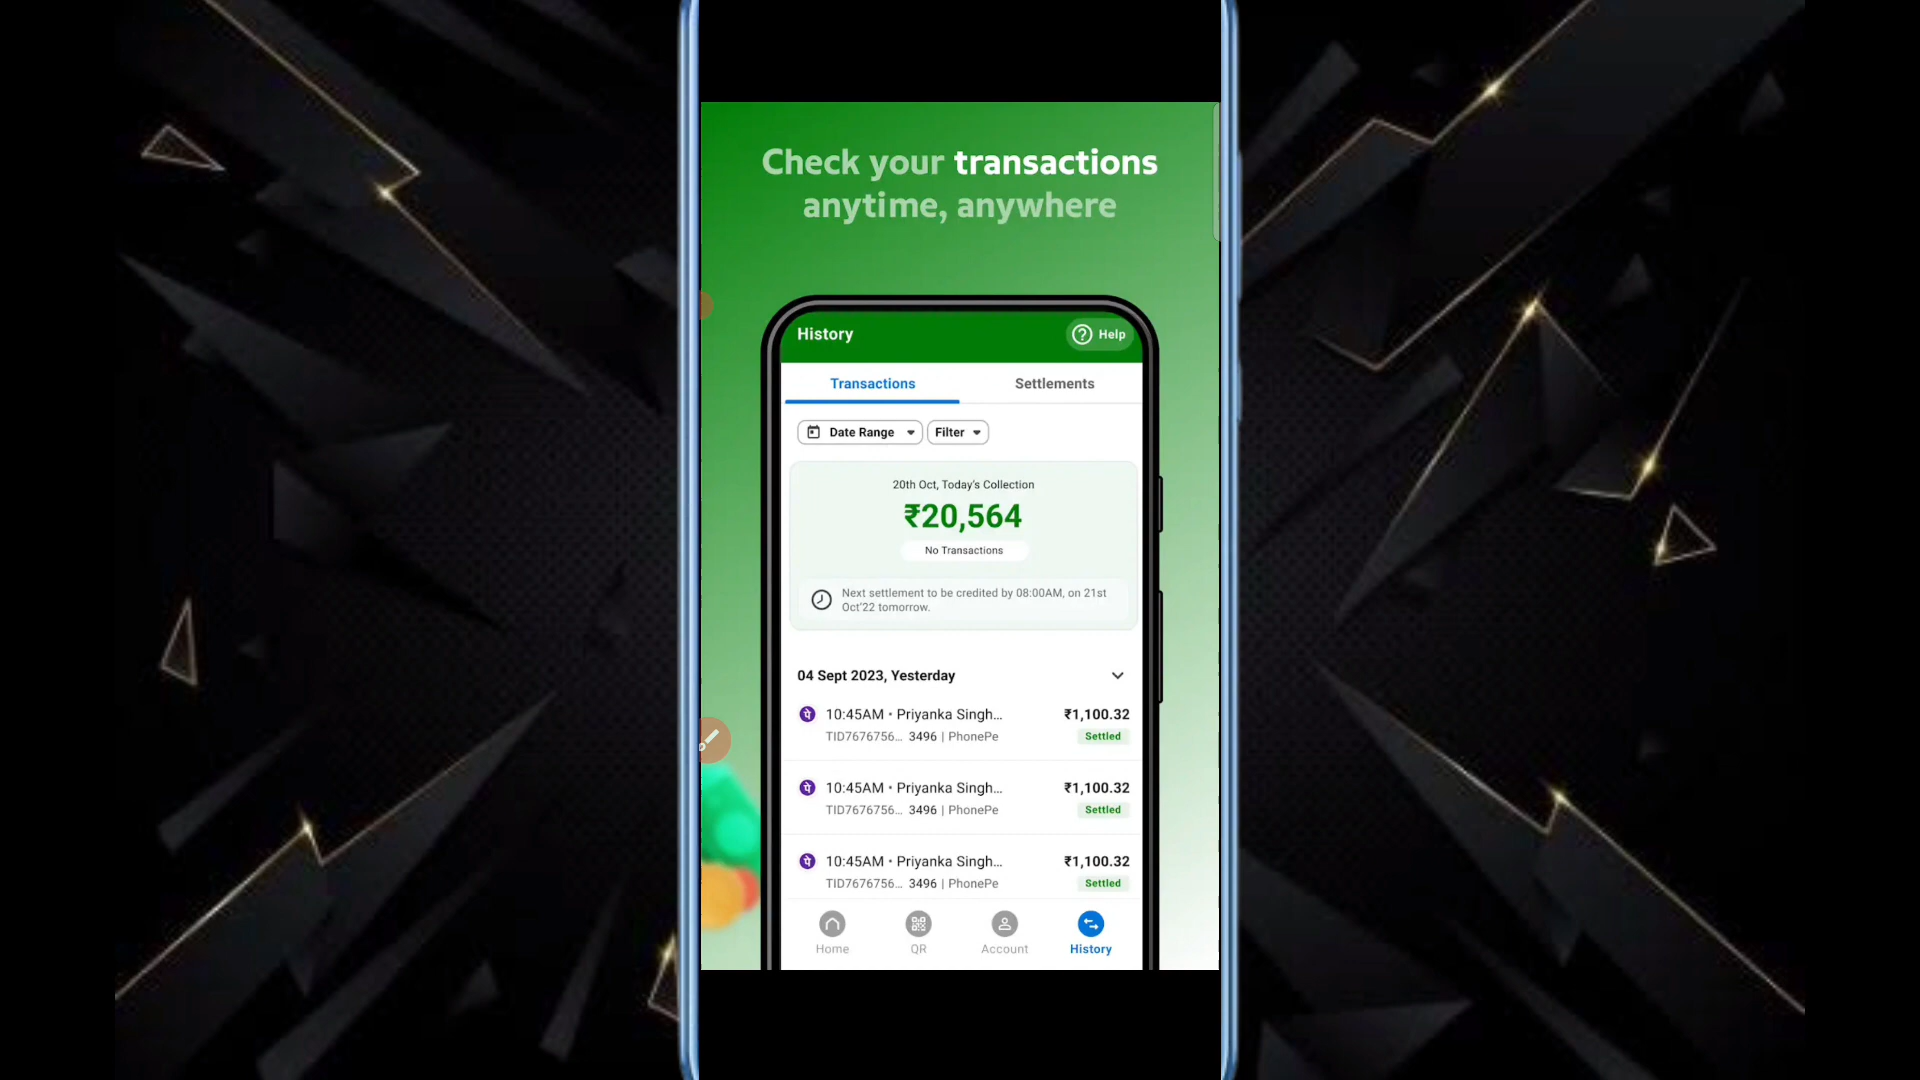 Check your transactions
anytime, anywhere
History
Help
Transactions
Settlements
Date Range
Filter
20th Oct, Today's Collection
₹20,564
No Transactions
Next settlement to be credited by 08:00AM, on 21st
Oct'22 tomorrow.
04 Sept 2023, Yesterday
10:45AM • Priyanka Singh... ₹1,100.32
TID7676756... 3496 | PhonePe Settled
10:45AM • Priyanka Singh... ₹1,100.32
TID7676756... 3496 | PhonePe Settled
10:45AM • Priyanka Singh... ₹1,100.32
TID7676756... 3496 | PhonePe Settled
Home QR Account History